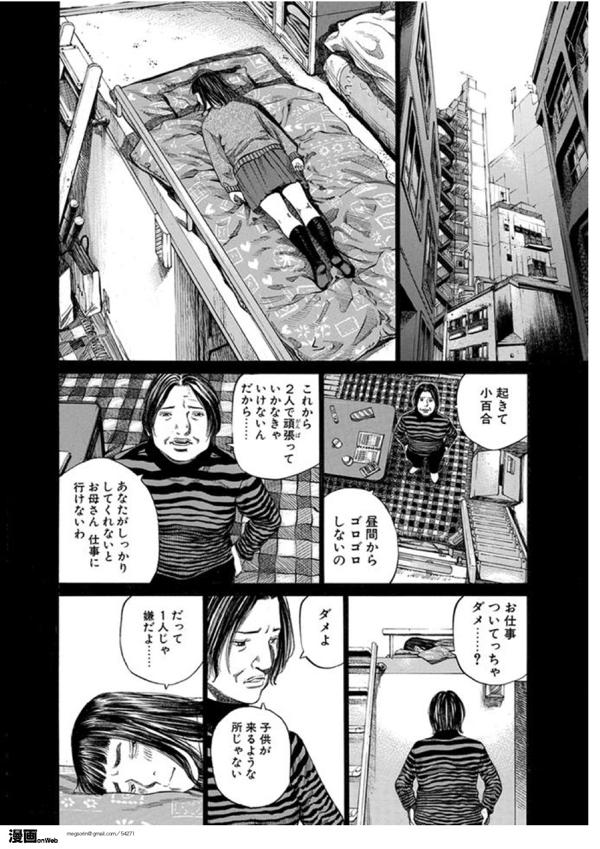 起きて
小百合
昼間から
ゴロゴロ
しないの
これから
2人で頑張って
いかなきゃ
いけないん
だから……
がんば
あなたがしっかり
してくれないと
お母さん 仕事に
行けないわ
お仕事
ついてっちゃ
ダメ……?
ダメよ
子供が
来るような
所じゃない
だって
1人じゃ
嫌だよ……
漫画onWeb
megaorin@gmail.com/54271